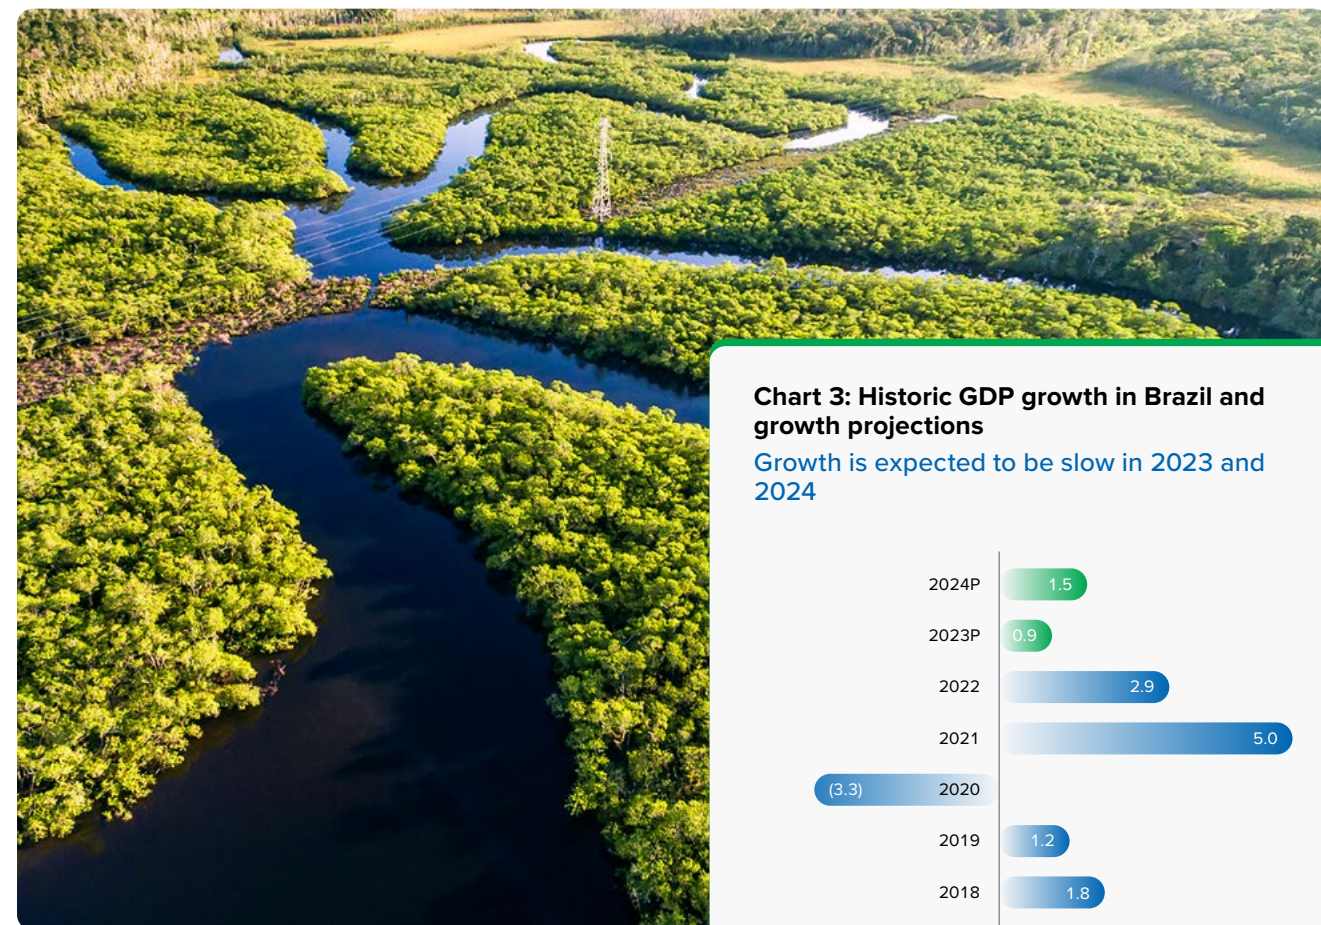 Chart 3: Historic GDP growth in Brazil and
growth projections
Growth is expected to be slow in 2023 and
2024
2024P 1.5
2023P 0.9
2022 2.9
2021 5.0
(3.3) 2020
2019 1.2
2018 1.8